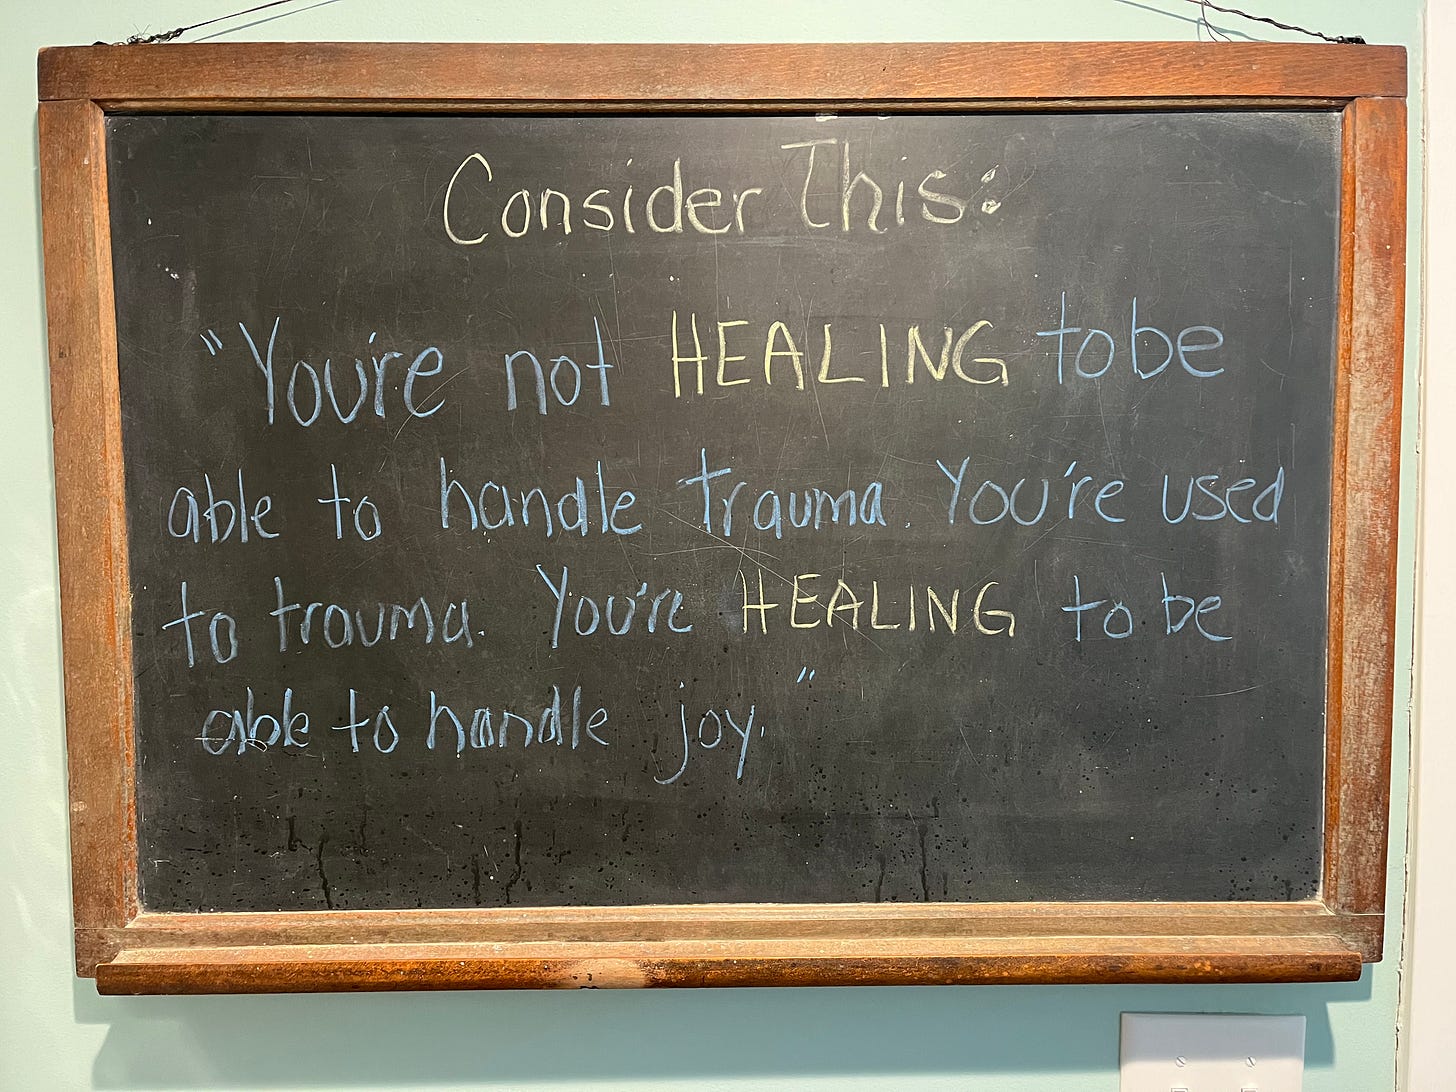 Consider This:
"You're not HEALING to be
able to handle trauma. You're used
to trauma. You're HEALING to be
able to handle joy."